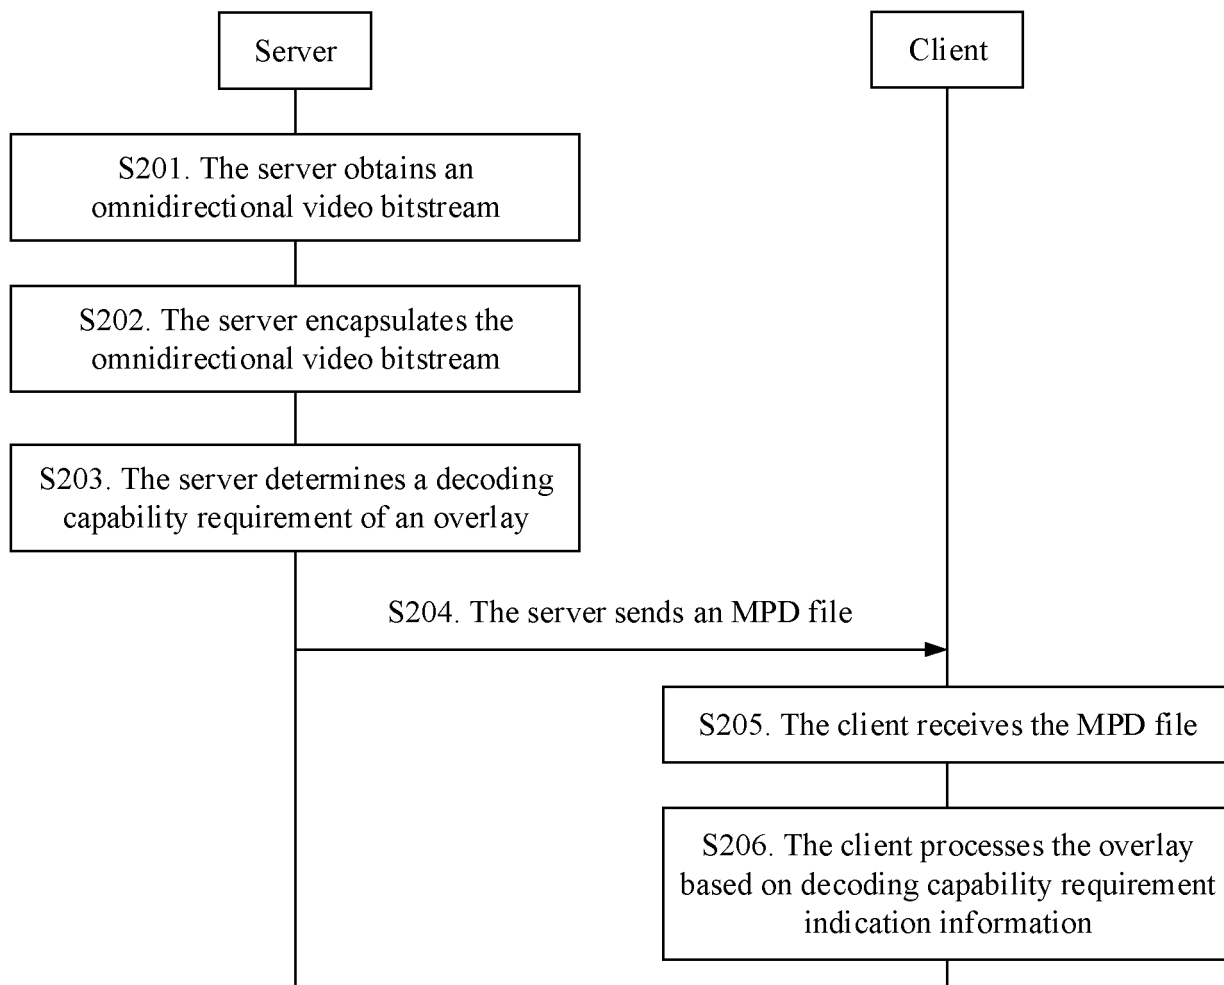 Server
Client
S201. The server obtains an
omnidirectional video bitstream
S202. The server encapsulates the
omnidirectional video bitstream
S203. The server determines a decoding
capability requirement of an overlay
S204. The server sends an MPD file
S205. The client receives the MPD file
S206. The client processes the overlay
based on decoding capability requirement
indication information